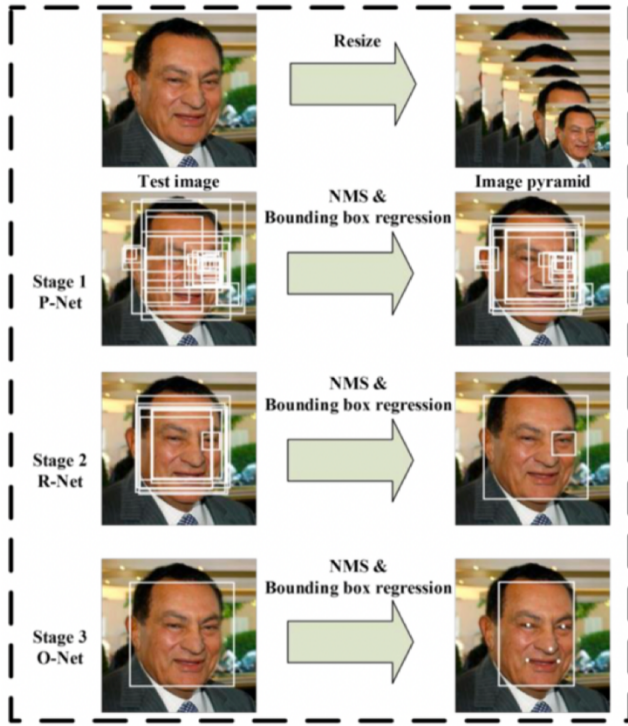 Resize
Test image
Image pyramid
NMS &
Bounding box regression
Stage 1
P-Net
NMS &
Bounding box regression
Stage 2
R-Net
NMS &
Bounding box regression
Stage 3
O-Net